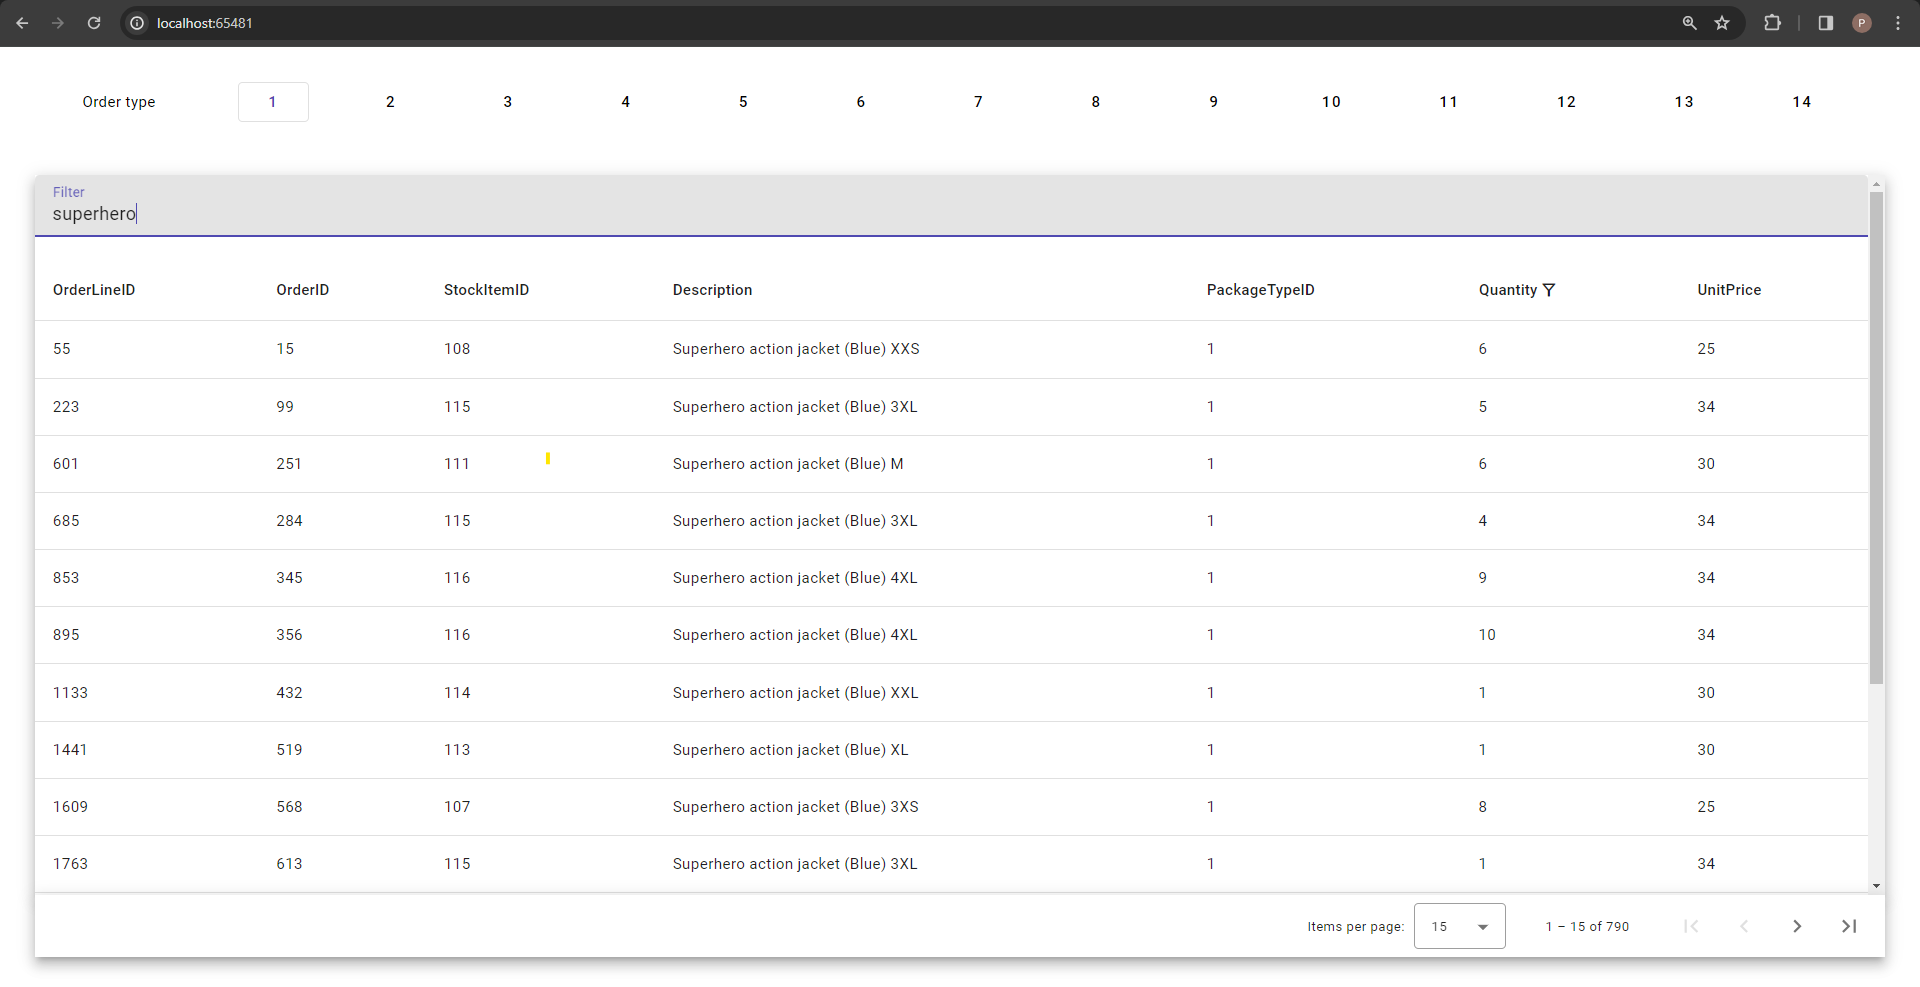 localhost:65481
P
Order type 1 2 3 4 5 6 7 8 9 10 11 12 13 14
Filter
superhero
OrderLineID OrderID StockItemID Description PackageTypeID Quantity UnitPrice
55 15 108 Superhero action jacket (Blue) XXS 1 6 25
223 99 115 Superhero action jacket (Blue) 3XL 1 5 34
601 251 111 Superhero action jacket (Blue) M 1 6 30
685 284 115 Superhero action jacket (Blue) 3XL 1 4 34
853 345 116 Superhero action jacket (Blue) 4XL 1 9 34
895 356 116 Superhero action jacket (Blue) 4XL 1 10 34
1133 432 114 Superhero action jacket (Blue) XXL 1 1 30
1441 519 113 Superhero action jacket (Blue) XL 1 1 30
1609 568 107 Superhero action jacket (Blue) 3XS 1 8 25
1763 613 115 Superhero action jacket (Blue) 3XL 1 1 34
Items per page: 15 1 – 15 of 790